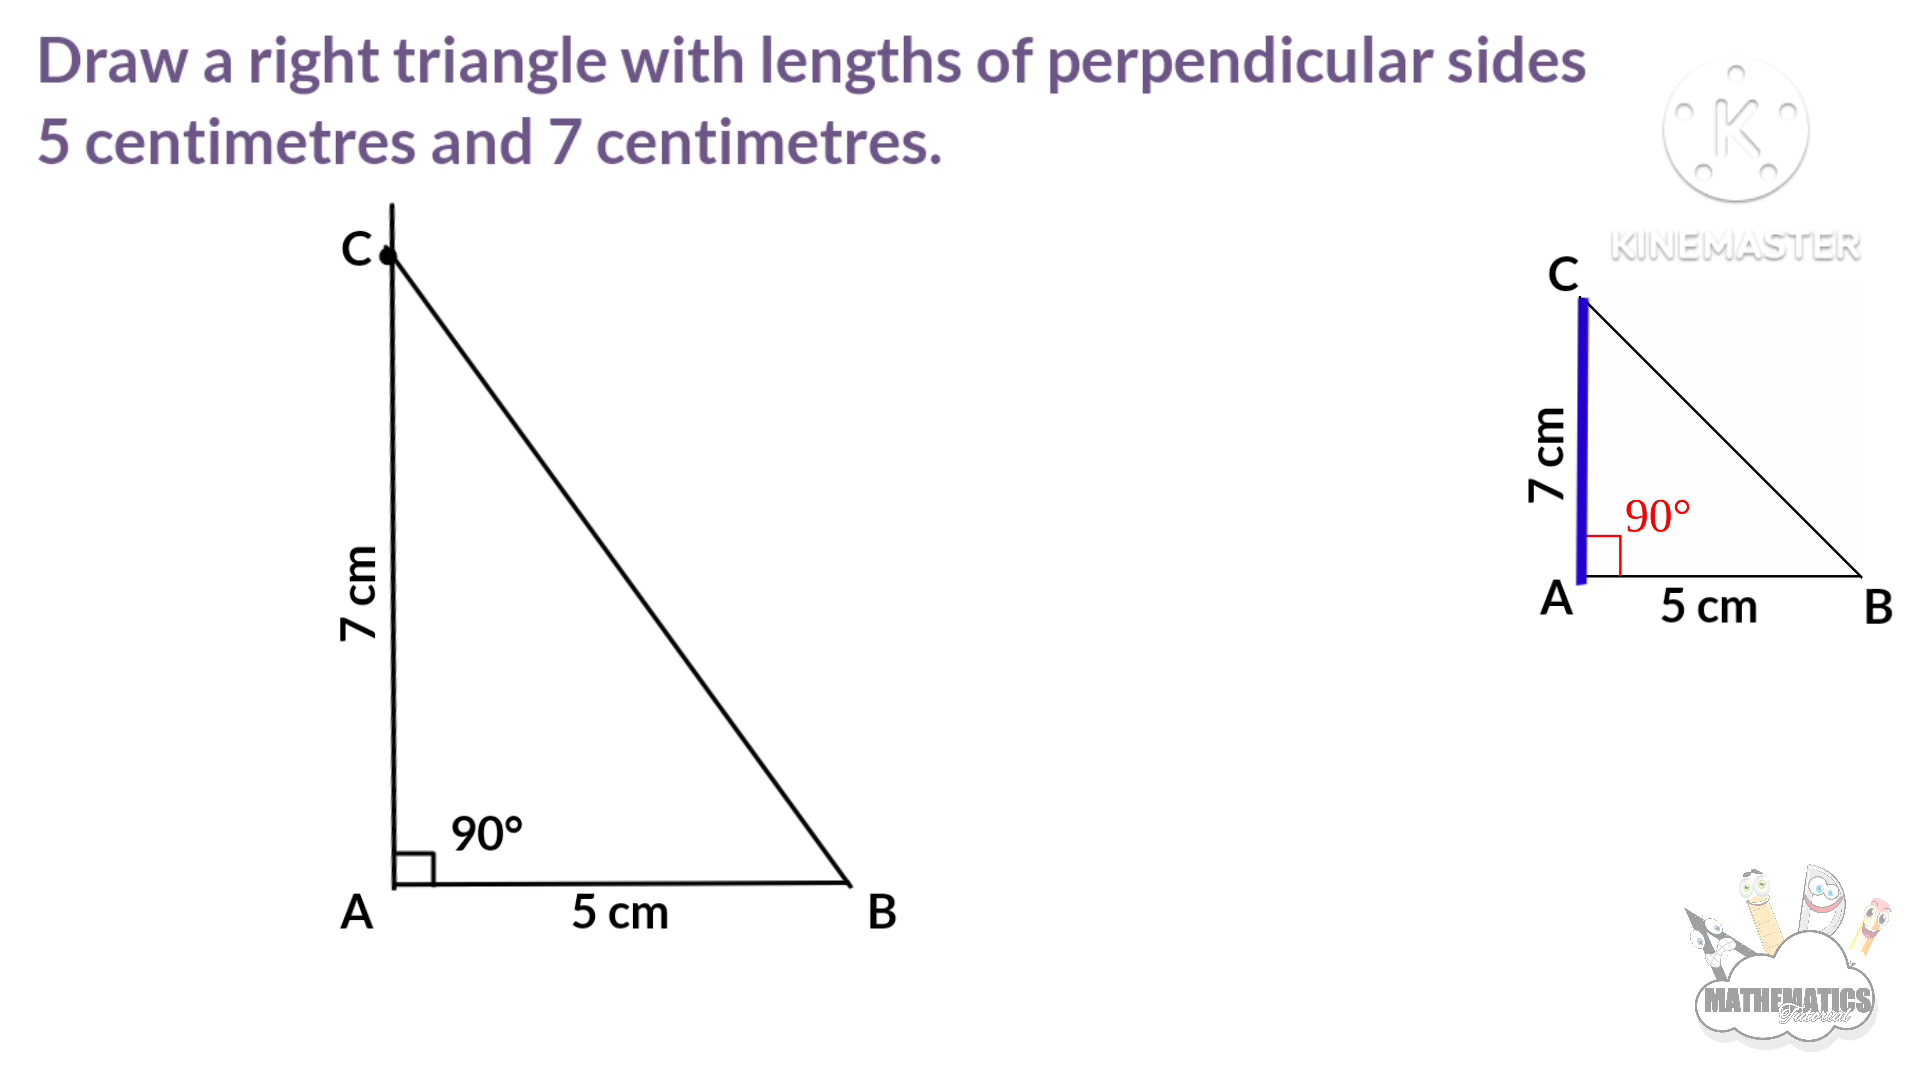 Draw a right triangle with lengths of perpendicular sides
5 centimetres and 7 centimetres.
K
KINEMASTER
C
7 cm
90°
A
5 cm
B
C
7 cm
90°
A
5 cm
B
MATHEMATICS
Tutorial